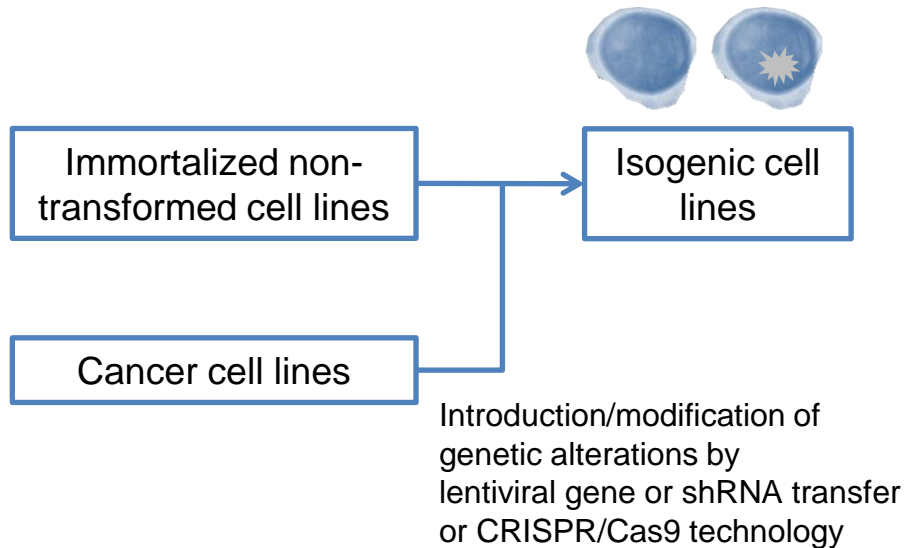 Immortalized non-
transformed cell lines
Isogenic cell
lines
Cancer cell lines
Introduction/modification of
genetic alterations by
lentiviral gene or shRNA transfer
or CRISPR/Cas9 technology